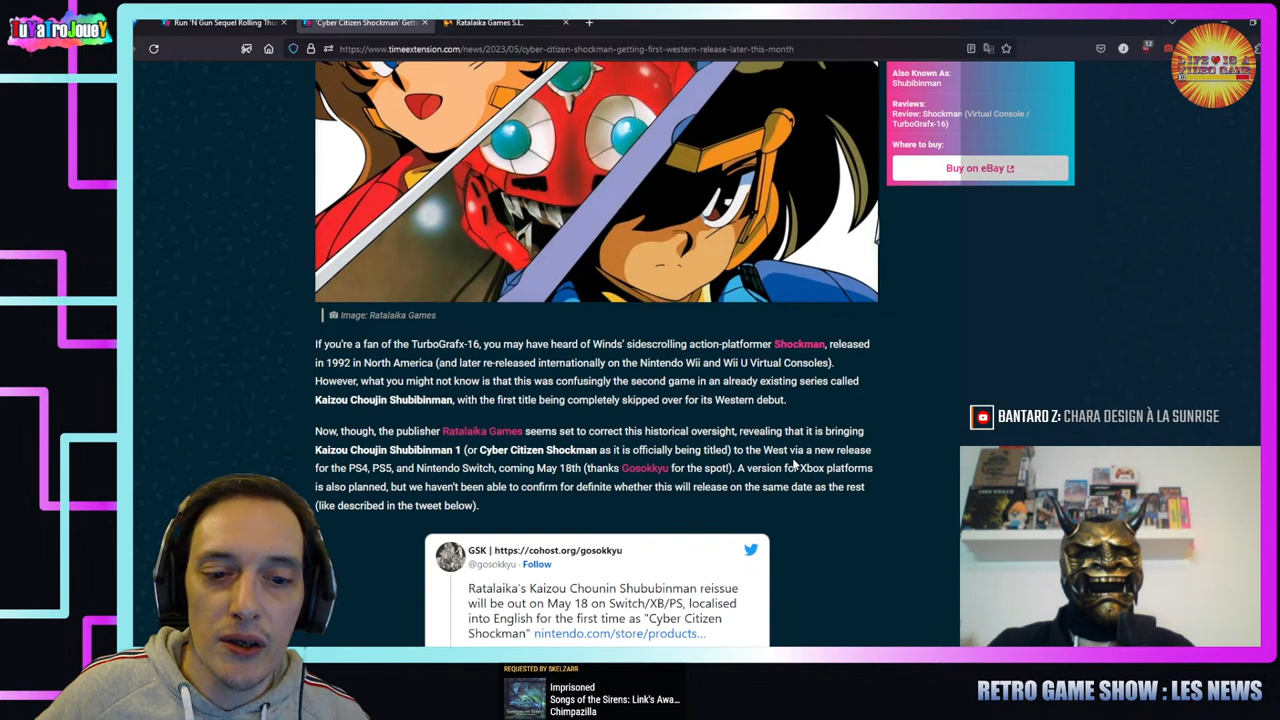 TuYaTroJoueY
Run 'N Gun Sequel Rolling Thu
'Cyber Citizen Shockman' Gett
Ratalaika Games S.L.
https://www.timeextension.com/news/2023/05/cyber-citizen-shockman-getting-first-western-release-later-this-month
LIFE IS A VIDEO GAME
Also Known As:
Shubibinman
Reviews:
Review: Shockman (Virtual Console /
TurboGrafx-16)
Where to buy:
Buy on eBay
Image: Ratalaika Games
If you're a fan of the TurboGrafx-16, you may have heard of Winds' sidescrolling action-platformer Shockman, released
in 1992 in North America (and later re-released internationally on the Nintendo Wii and Wii U Virtual Consoles).
However, what you might not know is that this was confusingly the second game in an already existing series called
Kaizou Choujin Shubibinman, with the first title being completely skipped over for its Western debut.
Now, though, the publisher Ratalaika Games seems set to correct this historical oversight, revealing that it is bringing
Kaizou Choujin Shubibinman 1 (or Cyber Citizen Shockman as it is officially being titled) to the West via a new release
for the PS4, PS5, and Nintendo Switch, coming May 18th (thanks Gosokkyu for the spot!). A version for Xbox platforms
is also planned, but we haven't been able to confirm for definite whether this will release on the same date as the rest
(like described in the tweet below).
BANTARO Z: CHARA DESIGN À LA SUNRISE
GSK | https://cohost.org/gosokkyu
@gosokkyu · Follow
Ratalaika's Kaizou Chounin Shububinman reissue
will be out on May 18 on Switch/XB/PS, localised
into English for the first time as "Cyber Citizen
Shockman" nintendo.com/store/products...
REQUESTED BY SKELZARR
Imprisoned
Songs of the Sirens: Link's Awa...
Chimpazilla
RETRO GAME SHOW : LES NEWS